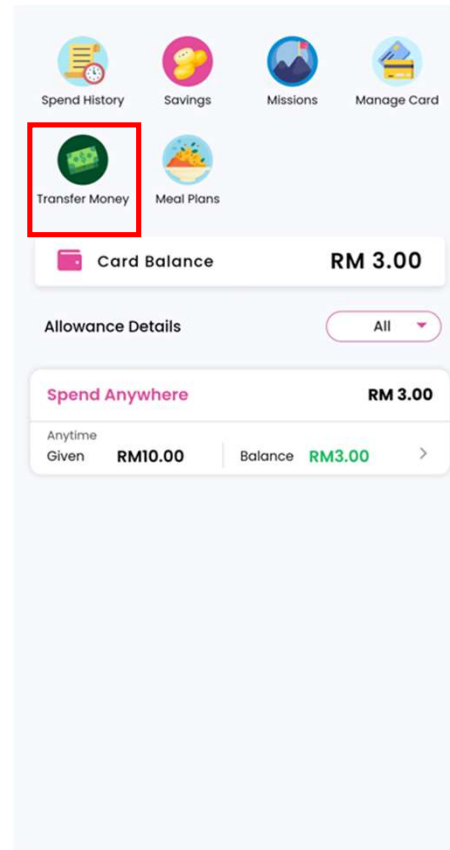 Spend History Savings Missions Manage Card
Transfer Money Meal Plans
Card Balance RM 3.00
Allowance Details All
Spend Anywhere RM 3.00
Anytime
Given RM10.00 Balance RM3.00